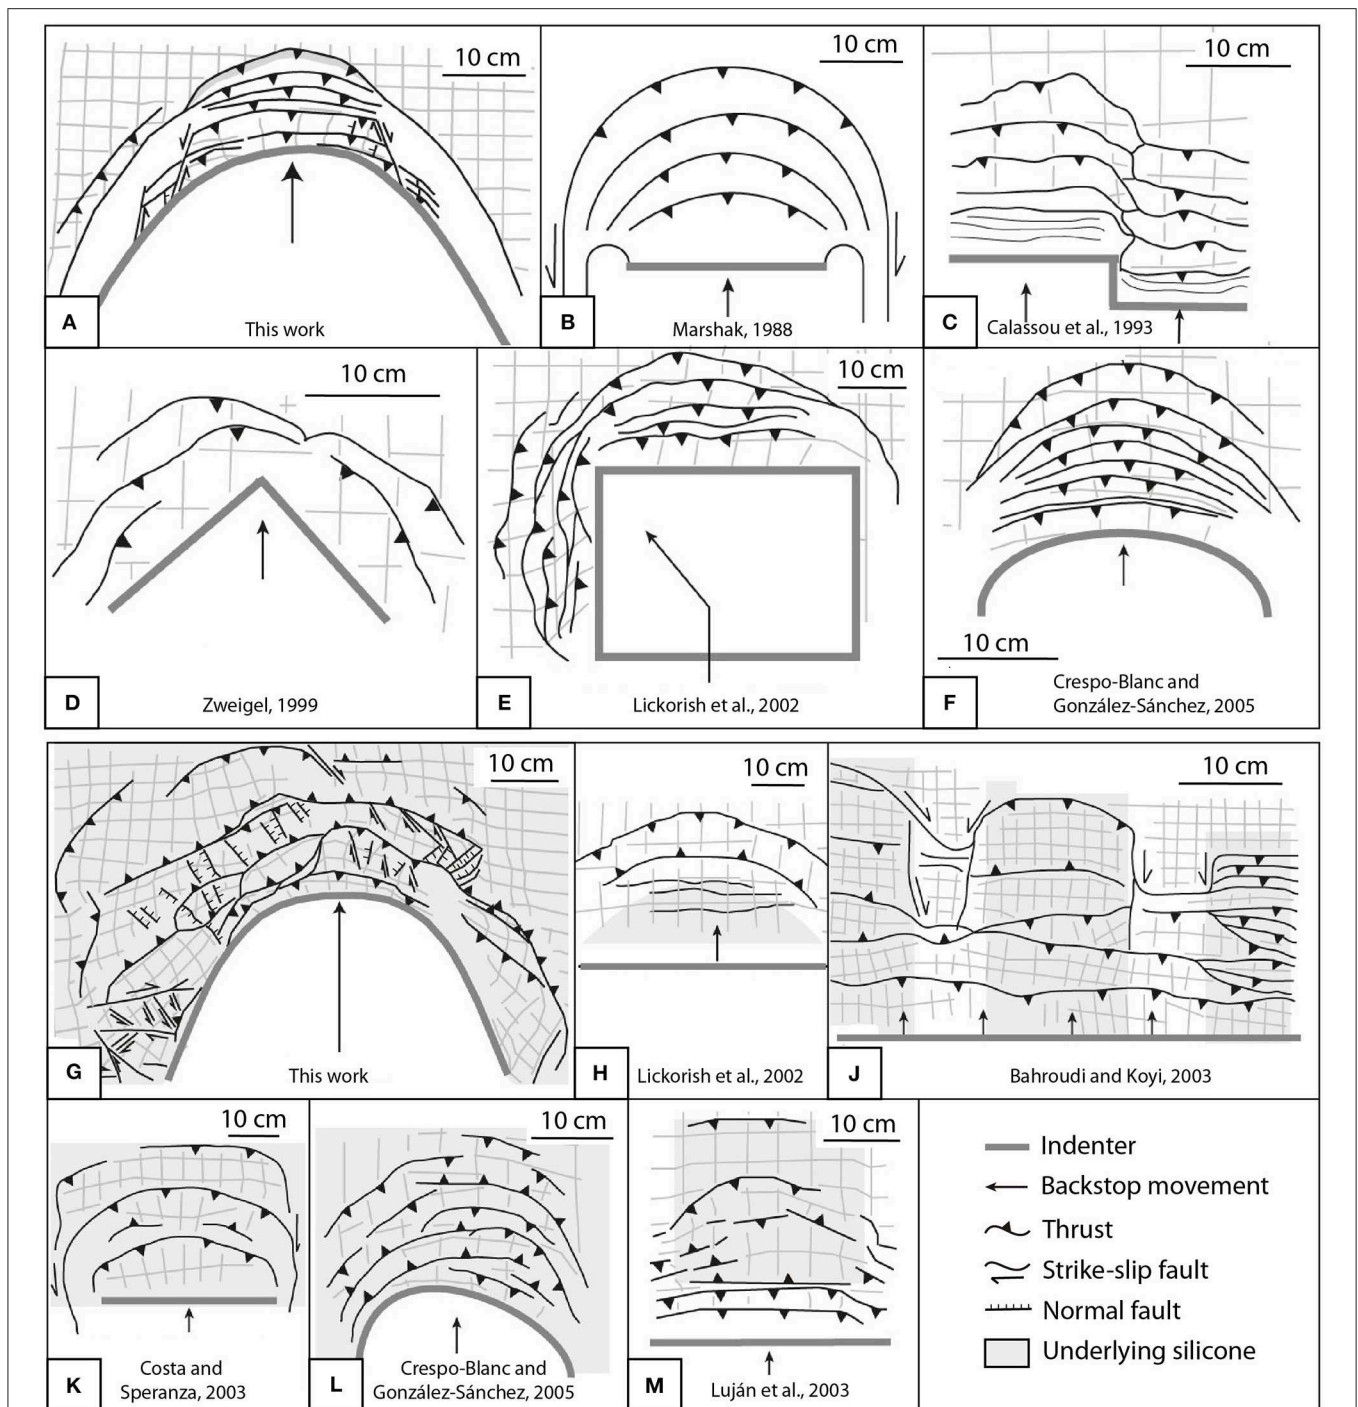 10 cm
A
This work
10 cm
B
Marshak, 1988
10 cm
C
Calassou et al., 1993
10 cm
D
Zweigel, 1999
10 cm
E
Lickorish et al., 2002
10 cm
F
Crespo-Blanc and
González-Sánchez, 2005
10 cm
G
This work
10 cm
H
Lickorish et al., 2002
10 cm
J
Bahroudi and Koyi, 2003
10 cm
K
Costa and
Speranza, 2003
10 cm
L
Crespo-Blanc and
González-Sánchez, 2005
10 cm
M
Luján et al., 2003
Indenter
Backstop movement
Thrust
Strike-slip fault
Normal fault
Underlying silicone